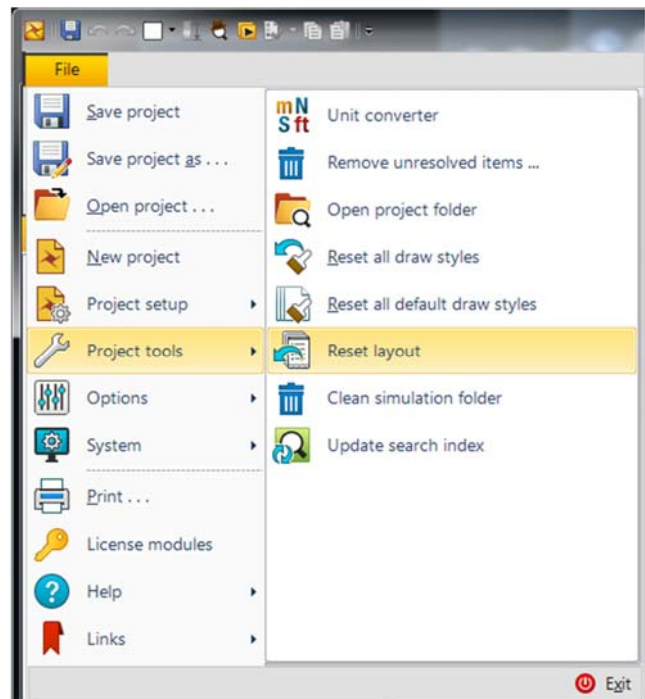 File
Save project
Save project as . . .
Open project . . .
New project
Project setup
Project tools
Options
System
Print . . .
License modules
Help
Links
mN
Sft
Unit converter
Remove unresolved items ...
Open project folder
Reset all draw styles
Reset all default draw styles
Reset layout
Clean simulation folder
Update search index
Exit